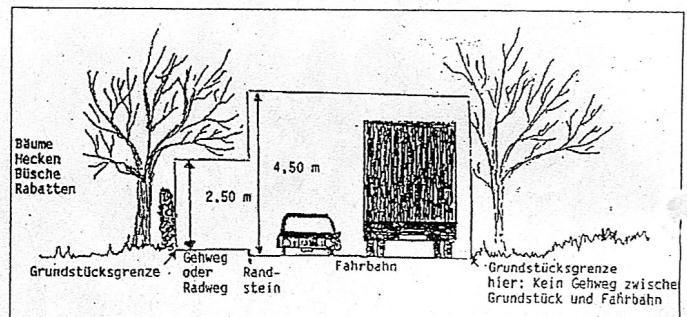 Bäume
Hecken
Büsche
Rabatten
2.50 m
4.50 m
Grundstücksgrenze
Gehweg
oder
Radweg
Rand-
stein
Fahrbahn
Grundstücksgrenze
hier: Kein Gehweg zwische
Grundstück und Fahrbahn